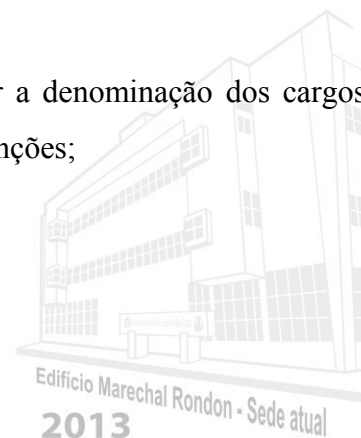 r a denominação dos cargos
nções;
Edifício Marechal Rondon - Sede atual
2013